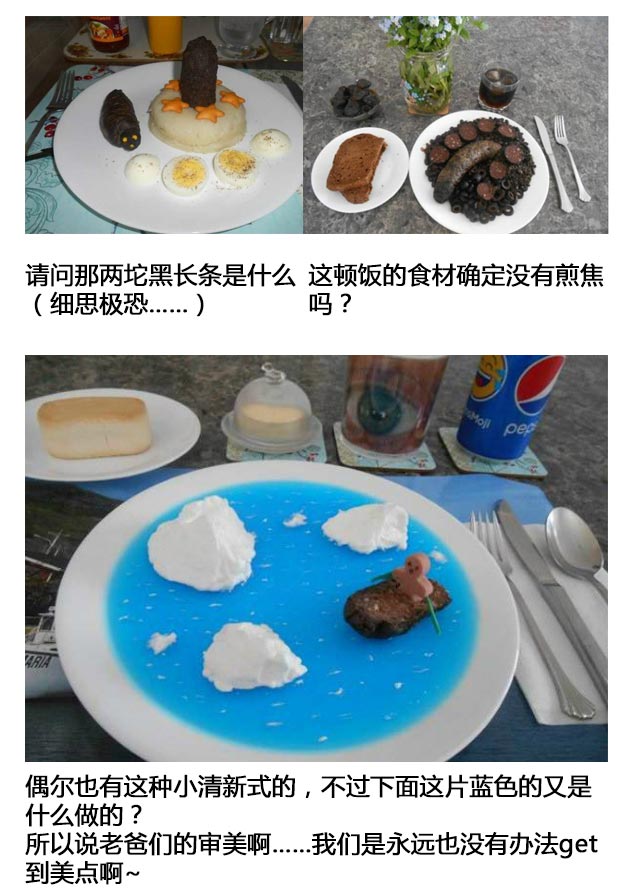 请问那两坨黑长条是什么
（细思极恐……）
这顿饭的食材确定没有煎焦
吗？
pepsi
ARIA
偶尔也有这种小清新式的，不过下面这片蓝色的又是
什么做的？
所以说老爸们的审美啊……我们是永远也没有办法get
到美点啊~